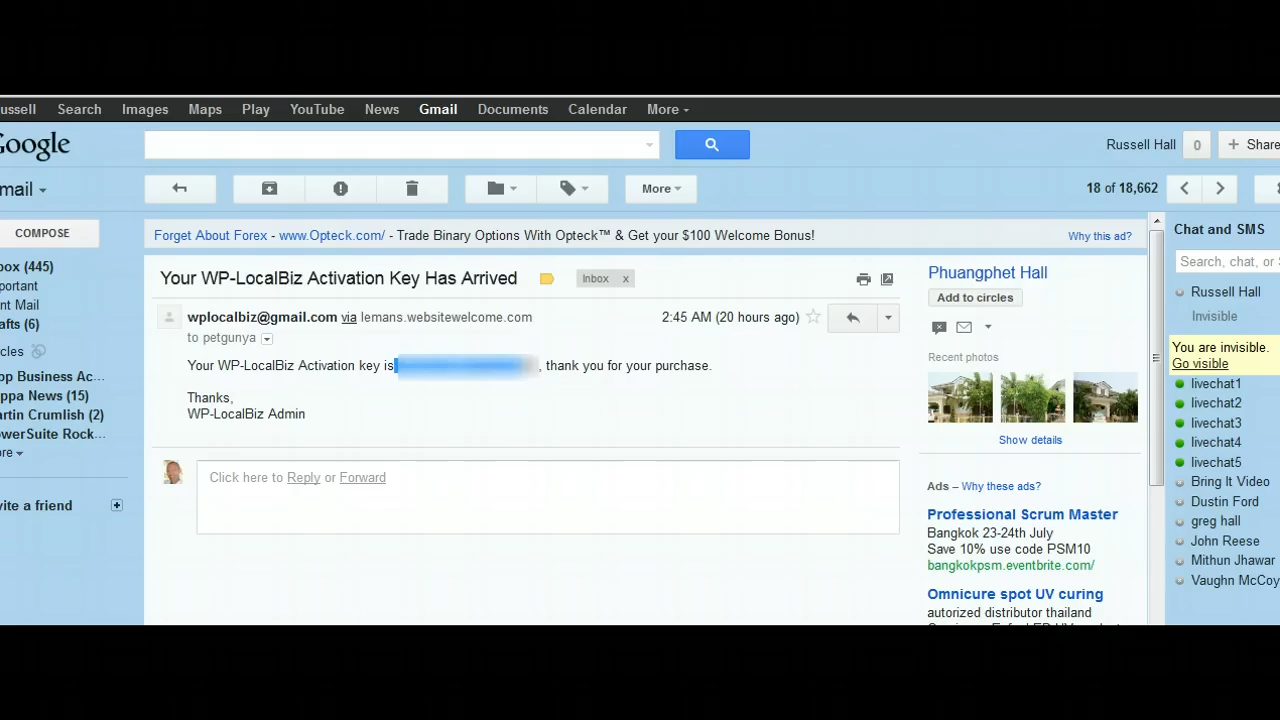 ussell Search Images Maps Play YouTube News Gmail Documents Calendar More
Google
Russell Hall 0 + Share
mail
More
18 of 18,662
COMPOSE
Forget About Forex - www.Opteck.com/ - Trade Binary Options With Opteck™ & Get your $100 Welcome Bonus! Why this ad?
box (445)
portant
nt Mail
afts (6)
rcles
pp Business Ac...
ppa News (15)
artin Crumlish (2)
owerSuite Rock...
ore
vite a friend
Your WP-LocalBiz Activation Key Has Arrived Inbox x
wplocalbiz@gmail.com via lemans.websitewelcome.com 2:45 AM (20 hours ago)
to petgunya
Your WP-LocalBiz Activation key is , thank you for your purchase.
Thanks,
WP-LocalBiz Admin
Click here to Reply or Forward
Phuangphet Hall
Add to circles
Recent photos
Show details
Ads – Why these ads?
Professional Scrum Master
Bangkok 23-24th July
Save 10% use code PSM10
bangkokpsm.eventbrite.com/
Omnicure spot UV curing
autorized distributor thailand
Chat and SMS
Search, chat, or S
Russell Hall
Invisible
You are invisible.
Go visible
livechat1
livechat2
livechat3
livechat4
livechat5
Bring It Video
Dustin Ford
greg hall
John Reese
Mithun Jhawar
Vaughn McCoy